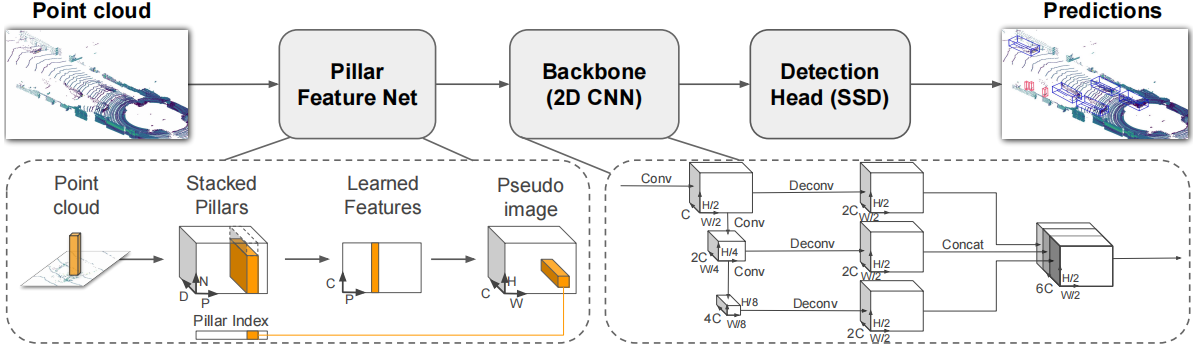 Point cloud
Pillar
Feature Net
Backbone
(2D CNN)
Detection
Head (SSD)
Predictions
Point
cloud
Stacked
Pillars
Learned
Features
Pseudo
image
N
D
P
C
P
H
C
W
Pillar Index
Conv
H/2
C
W/2
Conv
H/4
2C
W/4
Conv
H/8
4C
W/8
Deconv
H/2
2C
W/2
Deconv
H/2
2C
W/2
Deconv
H/2
2C
W/2
Concat
H/2
6C
W/2